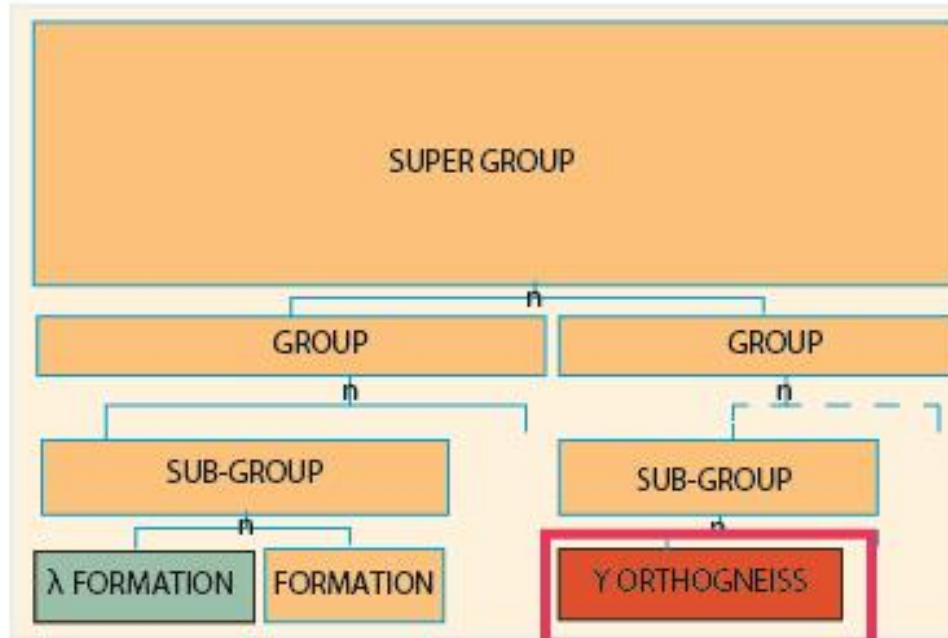 SUPER GROUP
n
GROUP
GROUP
n
n
SUB-GROUP
SUB-GROUP
n
n
λ FORMATION
FORMATION
Y ORTHOGNEISS